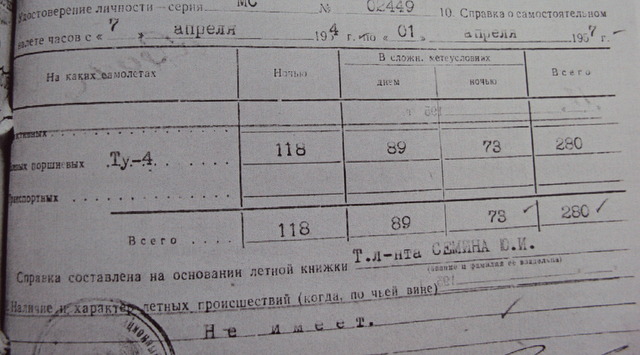 Удостоверение личности — серия МС № 02449 10. Справка о самостоятельном
налете часов с «7» апреля 1954 г. по «01» апреля 1957 г.
На каких самолетах Ночью В сложн. метеоусловиях Всего
днем ночью
поршневых Ту-4 118 89 73 280
Всего 118 89 73 280
Справка составлена на основании летной книжки Т.л-нта СЕМИНА Ю.И.
Наличие и характер летных происшествий (когда, по чьей вине)
Не имеет.